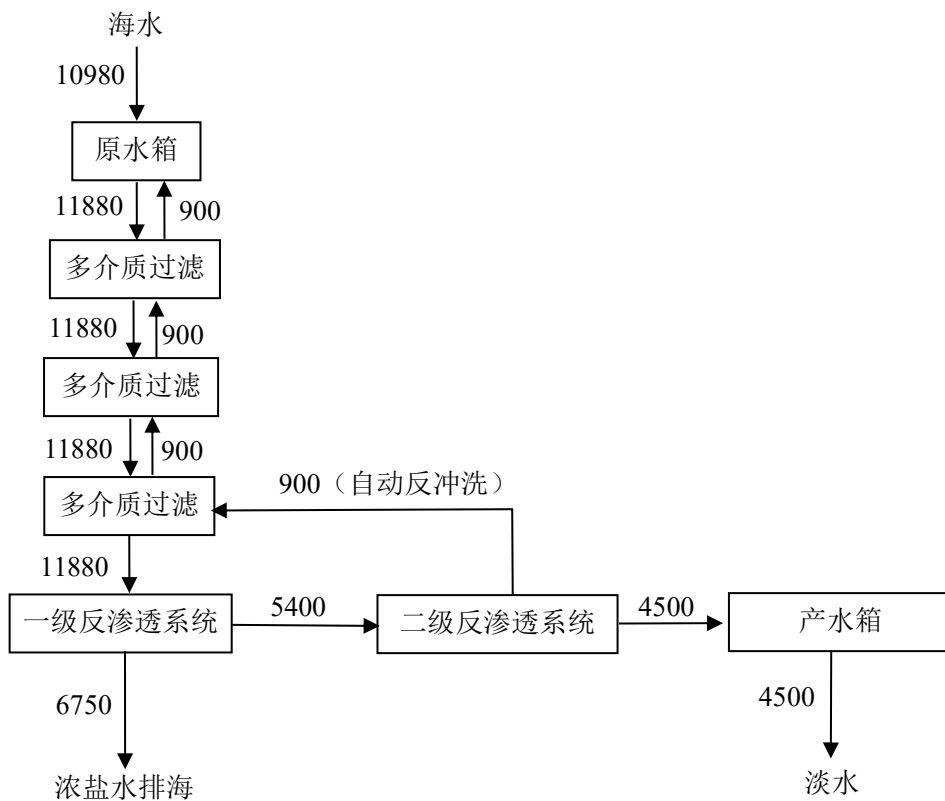 海水
10980
原水箱
11880
900
多介质过滤
11880
900
多介质过滤
11880
900
多介质过滤
900（自动反冲洗）
11880
一级反渗透系统
5400
二级反渗透系统
4500
产水箱
6750
4500
浓盐水排海
淡水